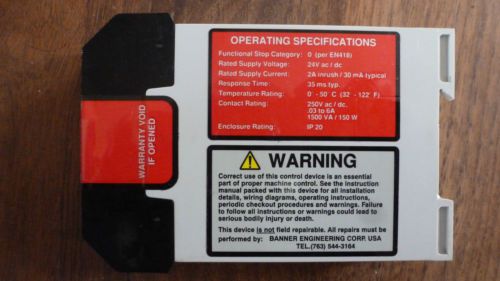 OPERATING SPECIFICATIONS
Functional Stop Category: 0 (per EN418)
Rated Supply Voltage: 24V ac / dc
Rated Supply Current: 2A inrush / 30 mA typical
Response Time: 35 ms typ.
Temperature Rating: 0 - 50 C (32 - 122 F)
Contact Rating: 250V ac / dc.
.03 to 6A
1500 VA / 150 W
Enclosure Rating: IP 20
WARRANTY VOID
IF OPENED
WARNING
Correct use of this control device is an essential
part of proper machine control. See the instruction
manual packed with this device for all installation
details, wiring diagrams, operating instructions,
periodic checkout procedures and warnings. Failure
to follow all instructions or warnings could lead to
serious bodily injury or death.
This device is not field repairable. All repairs must be
performed by: BANNER ENGINEERING CORP. USA
TEL.(763) 544-3164